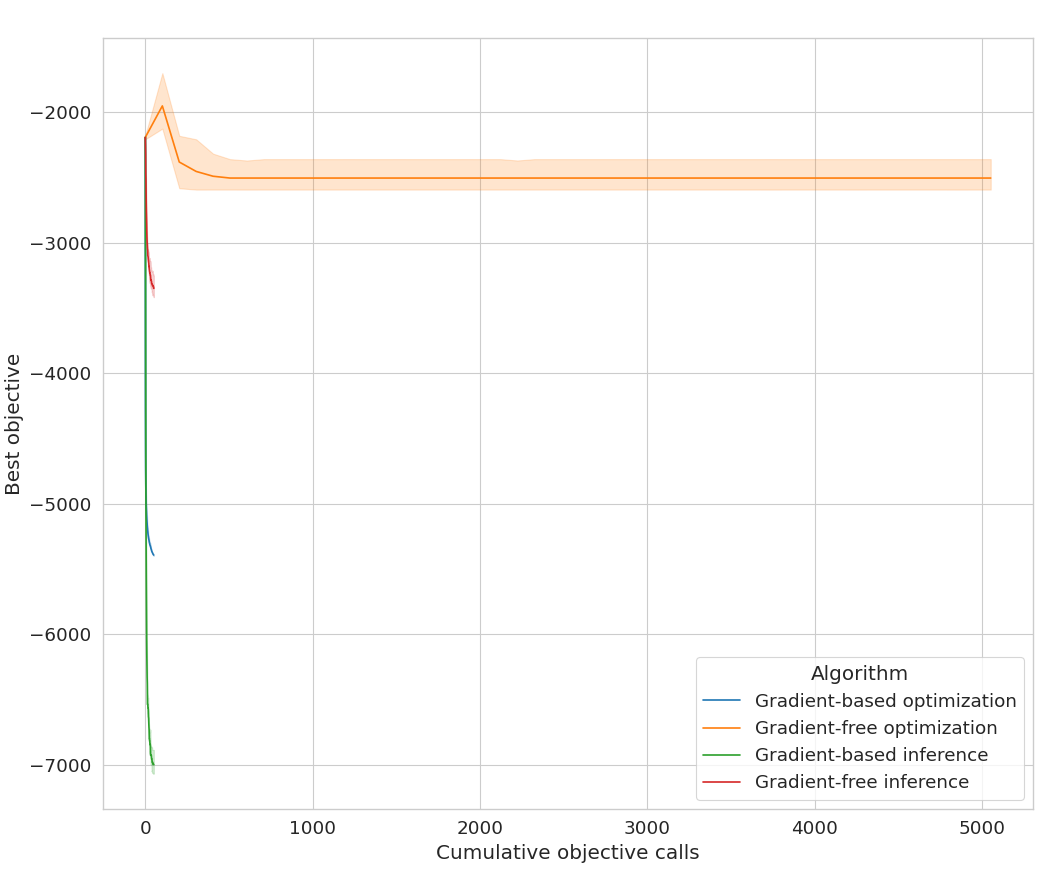 −2000
−3000
−4000
−5000
−6000
−7000
Best objective
0
1000
2000
3000
4000
5000
Cumulative objective calls
Algorithm
Gradient-based optimization
Gradient-free optimization
Gradient-based inference
Gradient-free inference